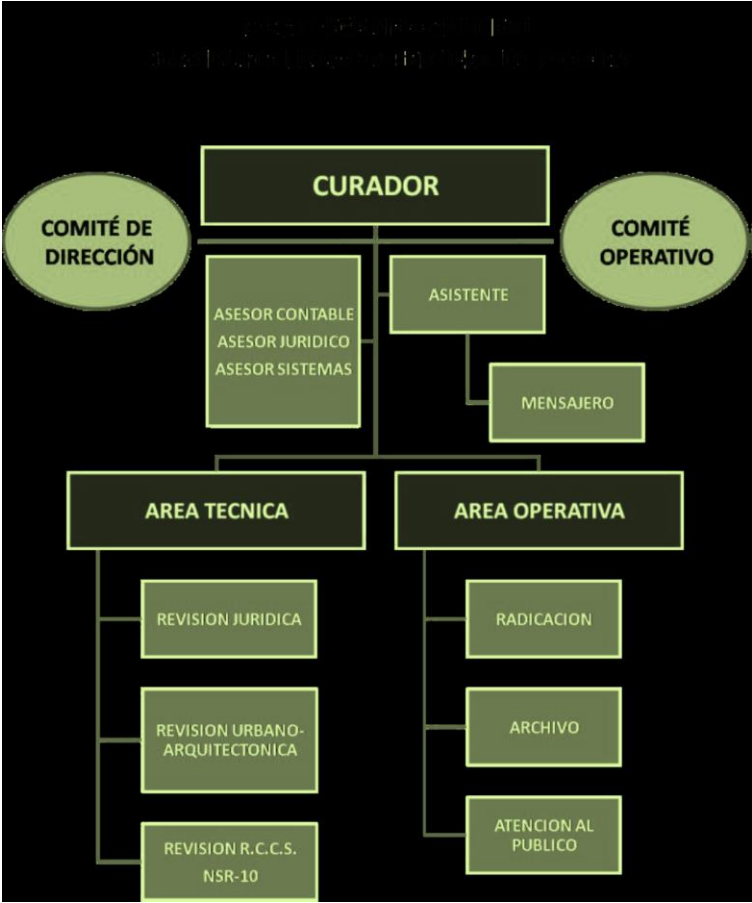 CURADOR
COMITÉ DE
DIRECCIÓN
COMITÉ
OPERATIVO
ASESOR CONTABLE
ASESOR JURIDICO
ASESOR SISTEMAS
ASISTENTE
MENSAJERO
AREA TECNICA
AREA OPERATIVA
REVISION JURIDICA
RADICACION
REVISION URBANO-
ARQUITECTONICA
ARCHIVO
REVISION R.C.C.S.
NSR-10
ATENCION AL
PUBLICO